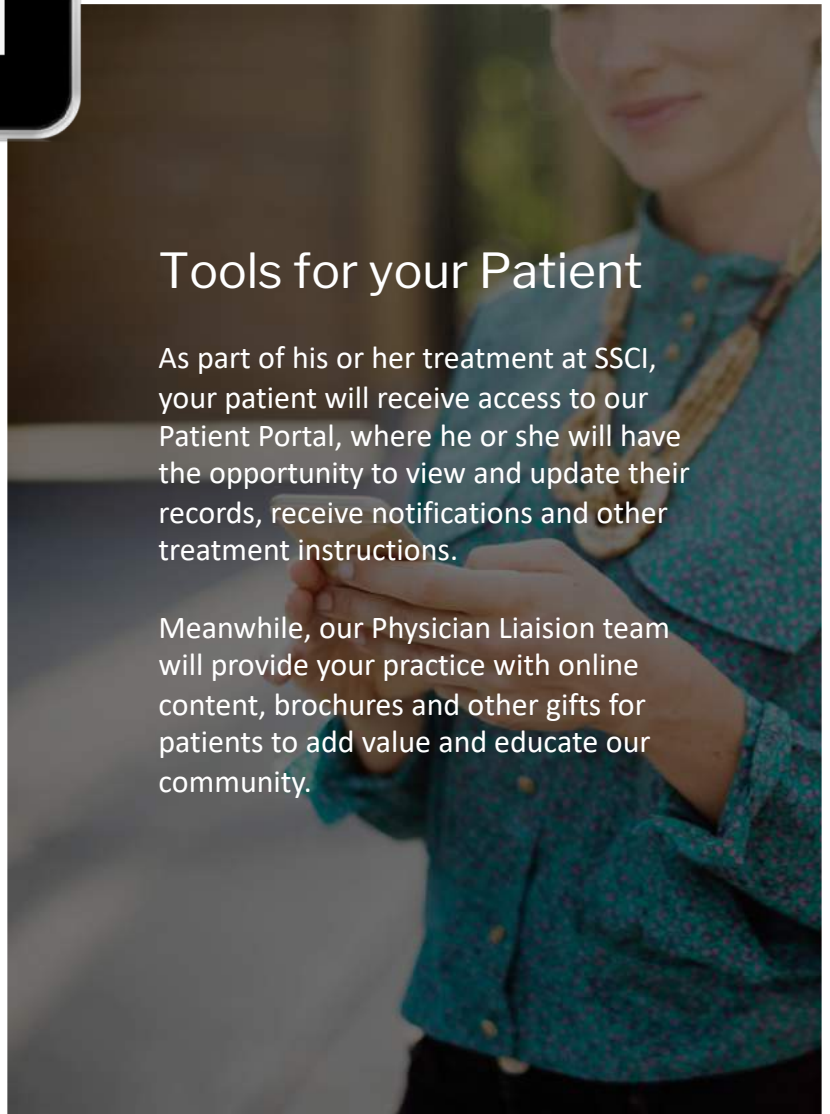 Tools for your Patient
As part of his or her treatment at SSCI,
your patient will receive access to our
Patient Portal, where he or she will have
the opportunity to view and update their
records, receive notifications and other
treatment instructions.
Meanwhile, our Physician Liaision team
will provide your practice with online
content, brochures and other gifts for
patients to add value and educate our
community.